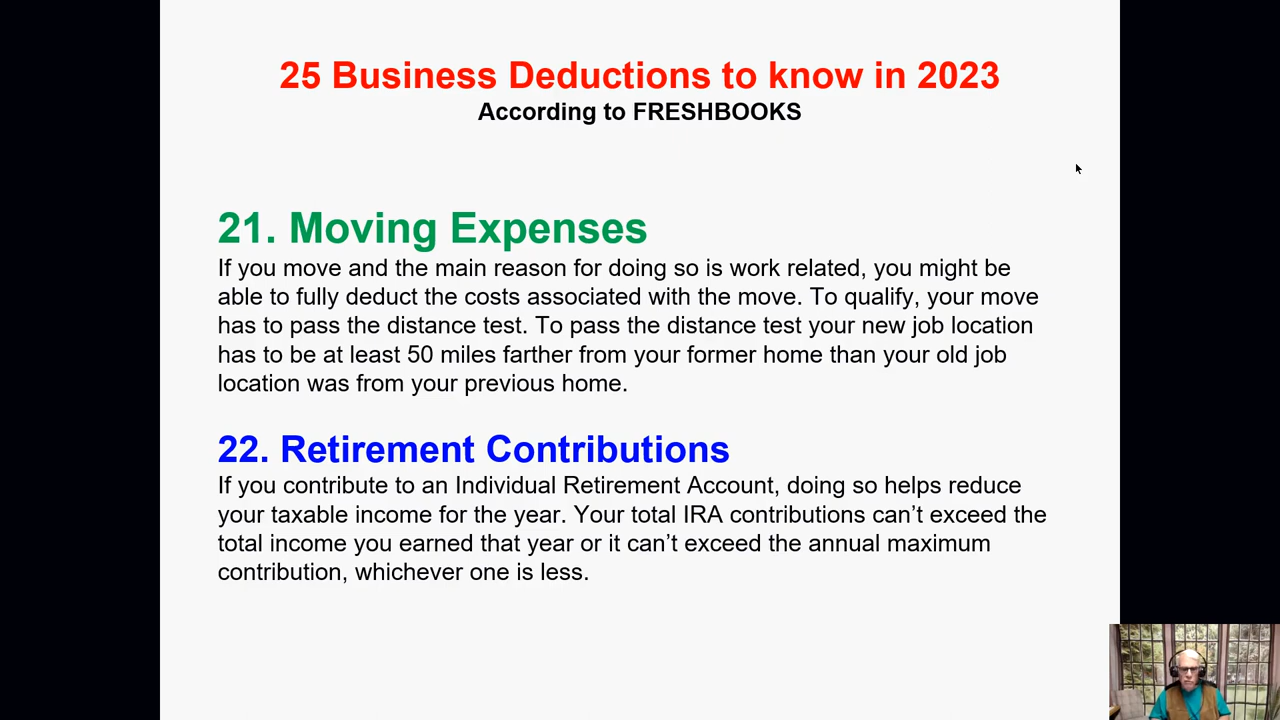 25 Business Deductions to know in 2023
According to FRESHBOOKS
21. Moving Expenses
If you move and the main reason for doing so is work related, you might be
able to fully deduct the costs associated with the move. To qualify, your move
has to pass the distance test. To pass the distance test your new job location
has to be at least 50 miles farther from your former home than your old job
location was from your previous home.
22. Retirement Contributions
If you contribute to an Individual Retirement Account, doing so helps reduce
your taxable income for the year. Your total IRA contributions can’t exceed the
total income you earned that year or it can’t exceed the annual maximum
contribution, whichever one is less.